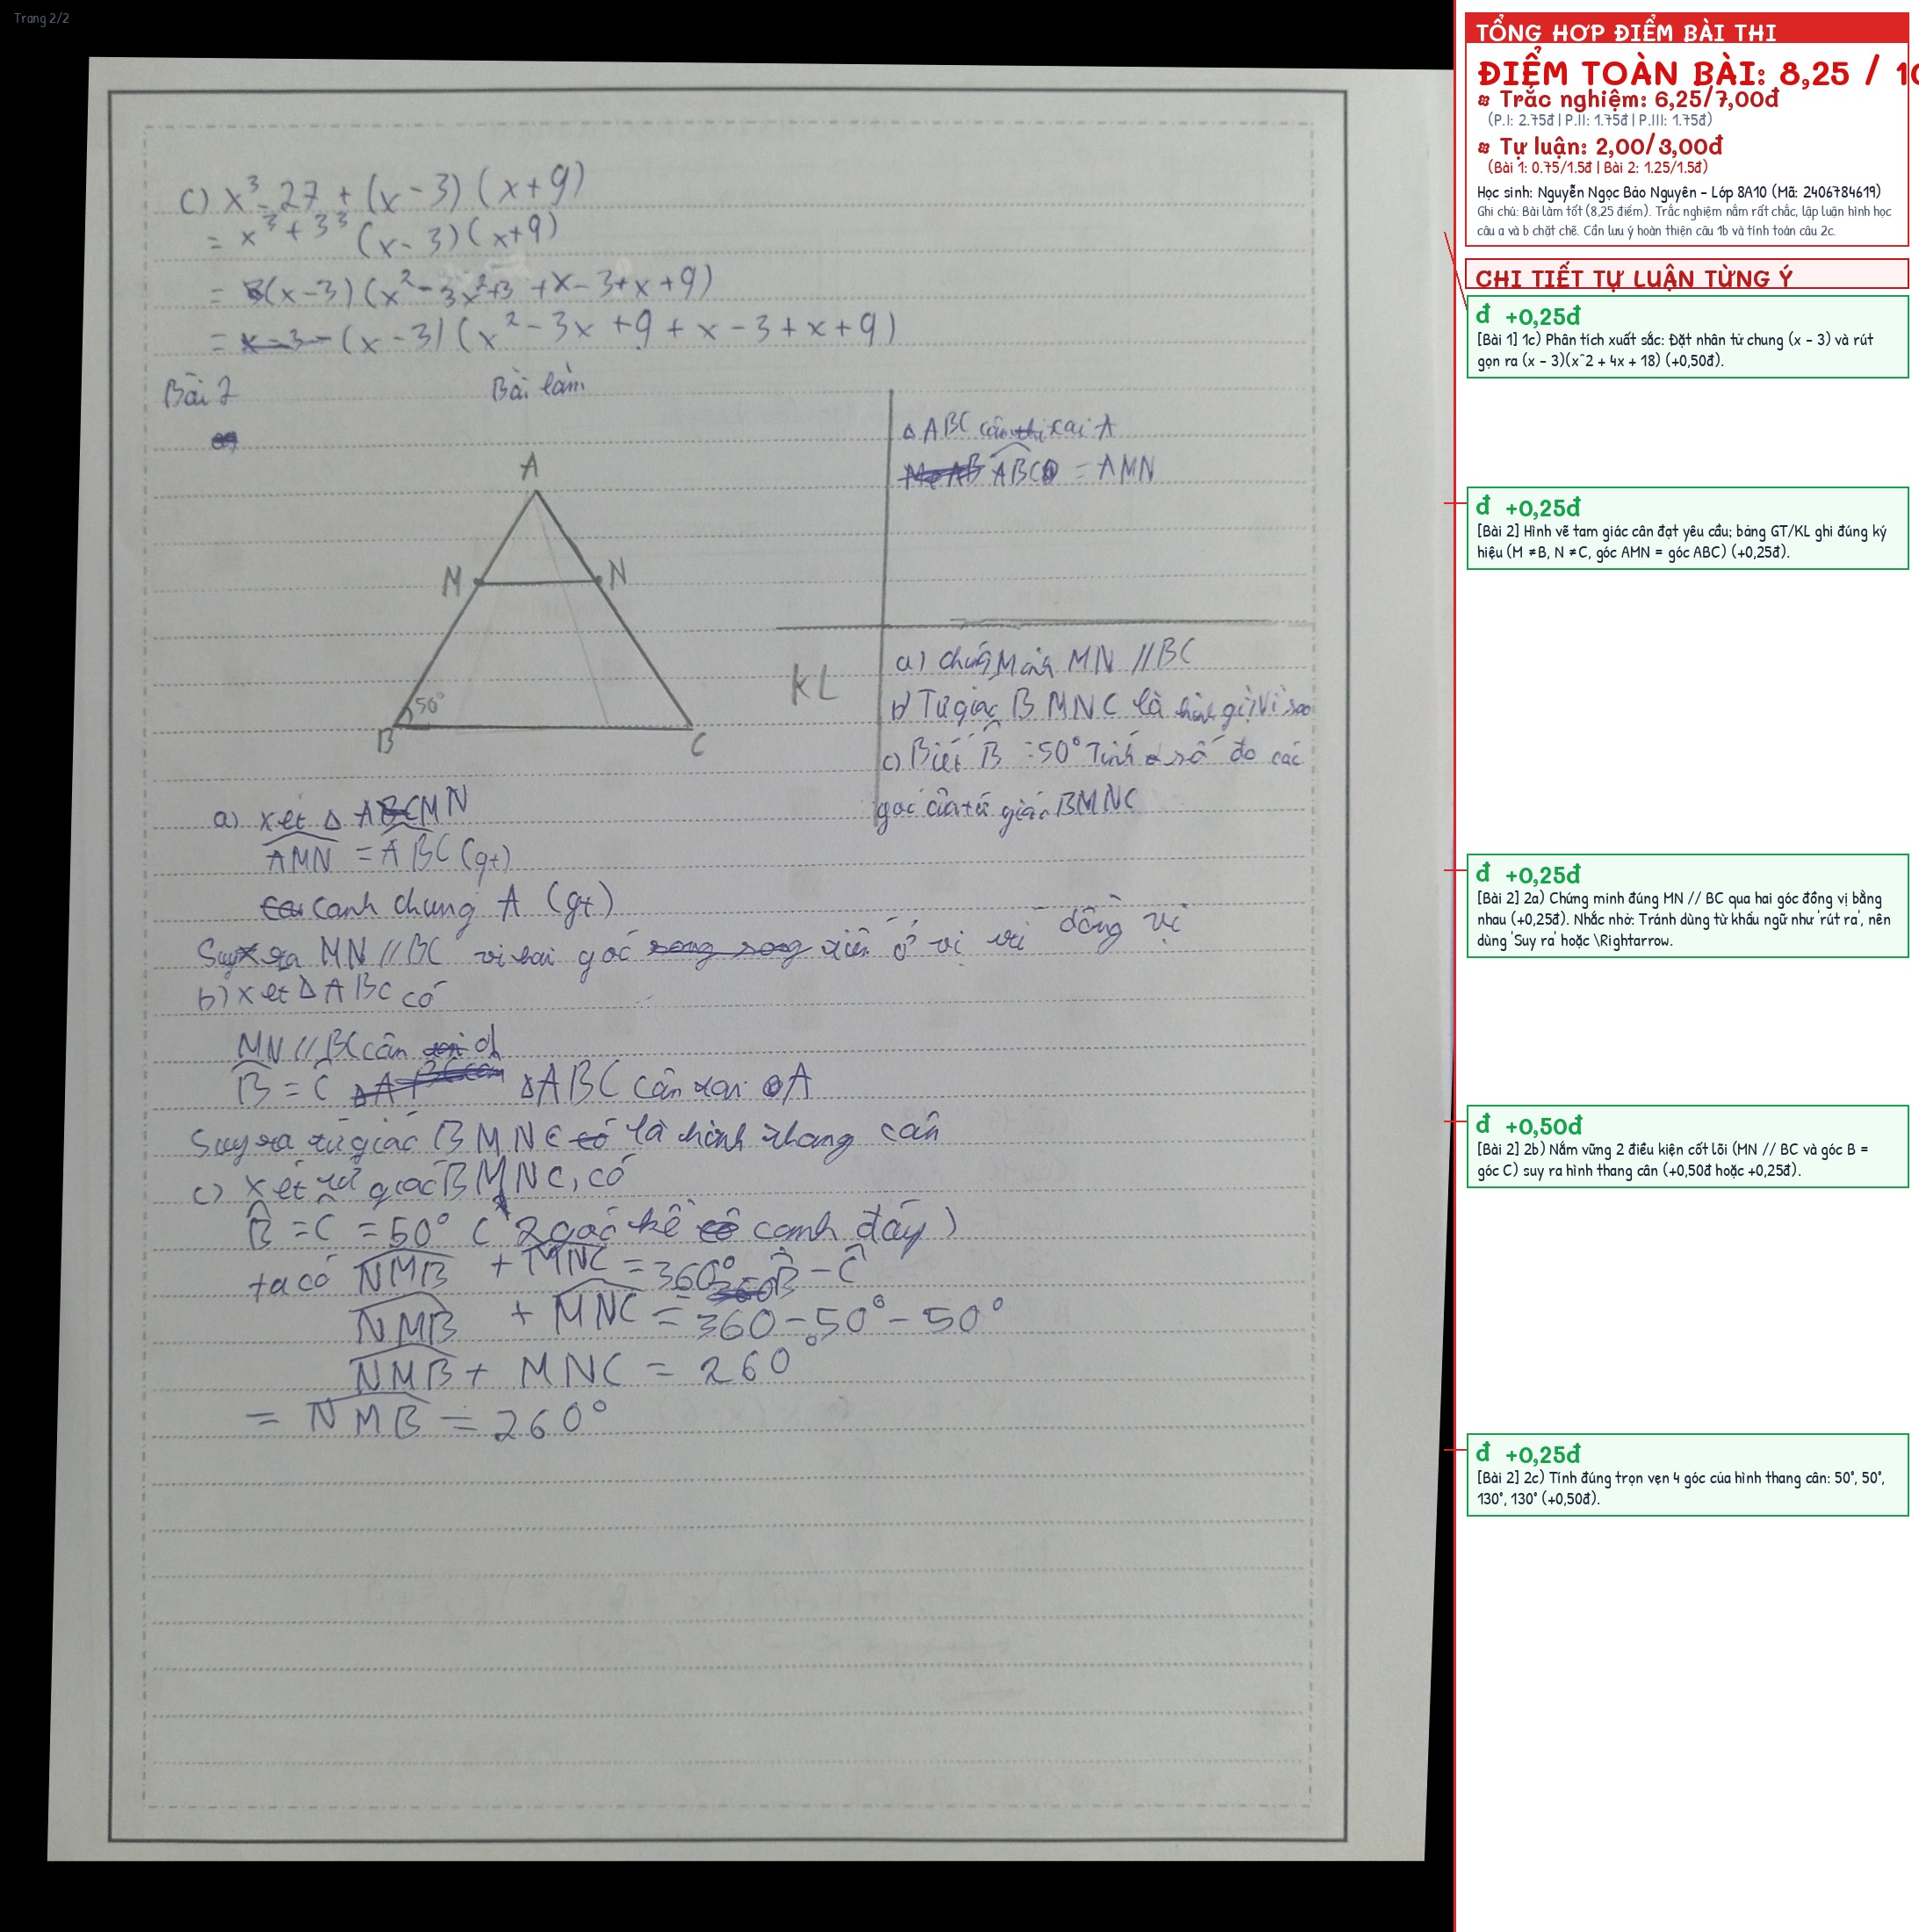 Trang 2/2
c) x³ - 27 + (x - 3) (x + 9)
= x³ + 3³ (x - 3) (x + 9)
= (x - 3) (x² - 3x² + 3 + x - 3 + x + 9)
= (x - 3) (x² - 3x + 9 + x - 3 + x + 9)
Bài 2
Bài làm
Δ ABC cân tại A
ABC = AMN
A
M
N
50°
B
C
KL
a) chứng Minh MN // BC
b) Tứ giác BMNC là hình gì? Vì sao
c) Biết B = 50° Tính số đo các
góc của tứ giác BMNC
a) xét Δ AMN
AMN = ABC (gt)
canh chung A (gt)
Suy ra MN // BC vì hai góc trên ở vị trí đồng vị
b) xét Δ ABC có
MN // BC cân
B = C Δ ABC cân tại A
Suy ra tứ giác BMNC là hình thang cân
c) xét tứ giác BMNC, có
B = C = 50° (2 góc kề canh đáy)
ta có NMB + MNC = 360° - B - C
NMB + MNC = 360 - 50° - 50°
NMB + MNC = 260°
= NMB = 260°
TỔNG HỢP ĐIỂM BÀI THI
ĐIỂM TOÀN BÀI: 8,25 / 10
Trắc nghiệm: 6,25/7,00đ
(P.I: 2.75đ | P.II: 1.75đ | P.III: 1.75đ)
Tự luận: 2,00/3,00đ
(Bài 1: 0.75/1.5đ | Bài 2: 1.25/1.5đ)
Học sinh: Nguyễn Ngọc Bảo Nguyên - Lớp 8A10 (Mã: 2406784619)
Ghi chú: Bài làm tốt (8,25 điểm). Trắc nghiệm nắm rất chắc, lập luận hình học
câu a và b chặt chẽ. Cần lưu ý hoàn thiện câu 1b và tính toán câu 2c.
CHI TIẾT TỰ LUẬN TỪNG Ý
đ +0,25đ
[Bài 1] 1c) Phân tích xuất sắc: Đặt nhân tử chung (x - 3) và rút
gọn ra (x - 3)(x^2 + 4x + 18) (+0,50đ).
đ +0,25đ
[Bài 2] Hình vẽ tam giác cân đạt yêu cầu; bảng GT/KL ghi đúng ký
hiệu (M ≠ B, N ≠ C, góc AMN = góc ABC) (+0,25đ).
đ +0,25đ
[Bài 2] 2a) Chứng minh đúng MN // BC qua hai góc đồng vị bằng
nhau (+0,25đ). Nhắc nhở: Tránh dùng từ khẩu ngữ như 'rút ra', nên
dùng 'Suy ra' hoặc \Rightarrow.
đ +0,50đ
[Bài 2] 2b) Nắm vững 2 điều kiện cốt lõi (MN // BC và góc B =
góc C) suy ra hình thang cân (+0,50đ hoặc +0,25đ).
đ +0,25đ
[Bài 2] 2c) Tính đúng trọn vẹn 4 góc của hình thang cân: 50°, 50°,
130°, 130° (+0,50đ).